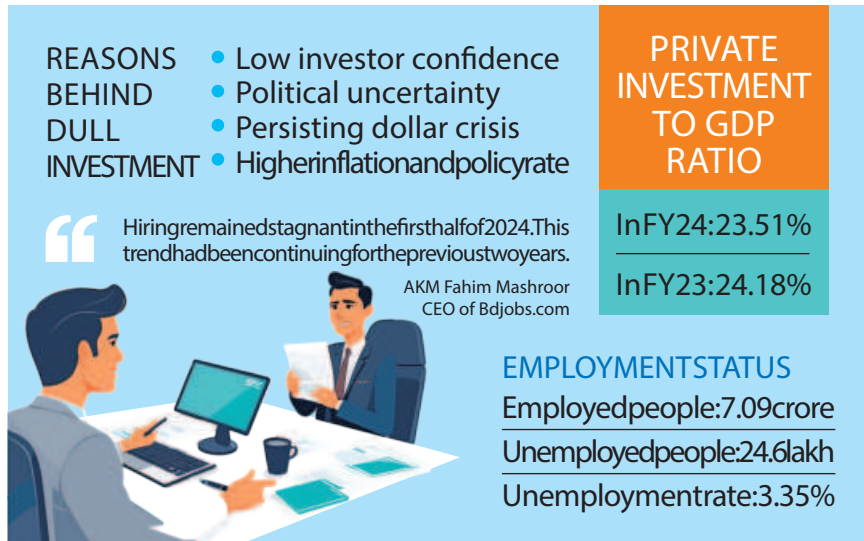 REASONS
BEHIND
DULL
INVESTMENT
• Low investor confidence
• Political uncertainty
• Persisting dollar crisis
• Higherinflationandpolicyrate
PRIVATE
INVESTMENT
TO GDP
RATIO
InFY24:23.51%
InFY23:24.18%
“
Hiringremainedstagnantinthefirsthalfof2024.This
trendhadbeencontinuingfortheprevioustwoyears.
AKM Fahim Mashroor
CEO of Bdjobs.com
EMPLOYMENTSTATUS
Employedpeople:7.09crore
Unemployedpeople:24.6lakh
Unemploymentrate:3.35%